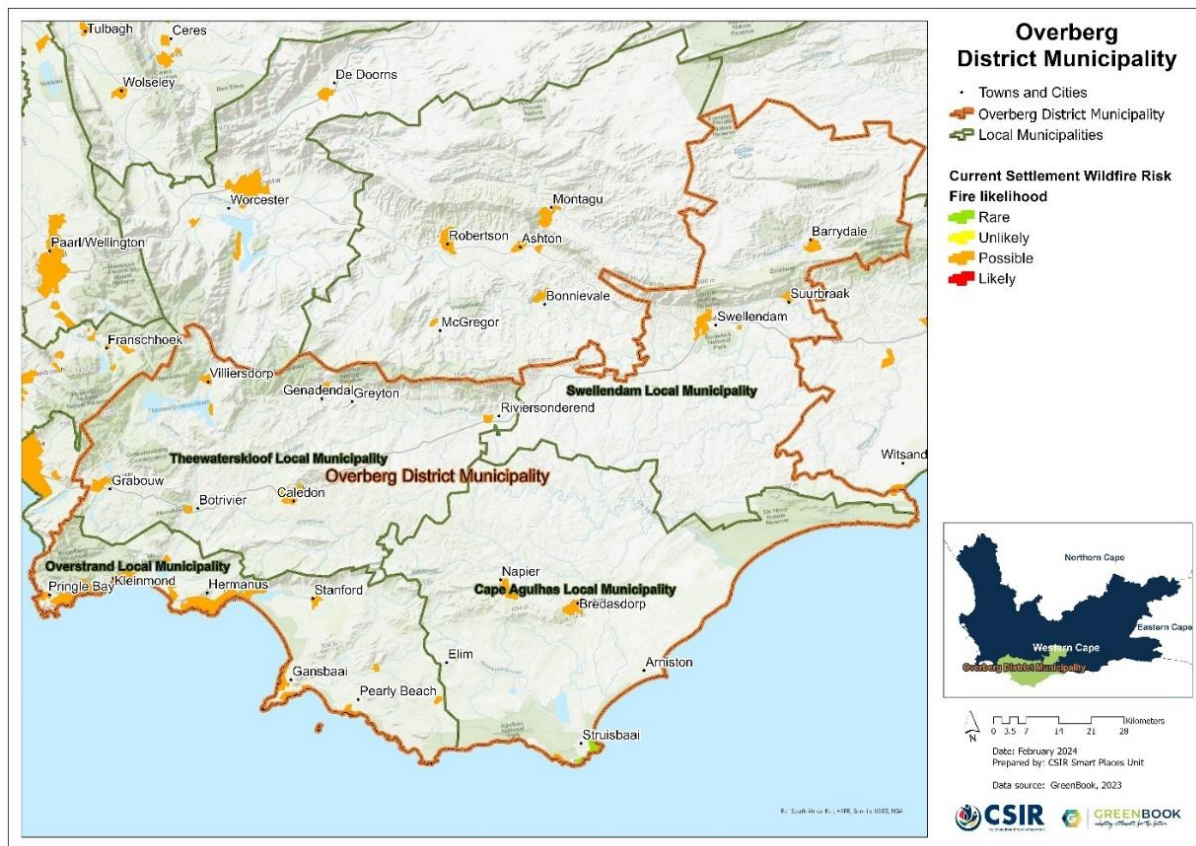 Overberg
District Municipality
Towns and Cities
Overberg District Municipality
Local Municipalities
Current Settlement Wildfire Risk
Fire likelihood
Rare
Unlikely
Possible
Likely
Tulbagh
Ceres
Wolseley
De Doorns
Worcester
Paarl/Wellington
Montagu
Robertson
Ashton
Barrydale
Bonnievale
Suurbraak
McGregor
Swellendam
Franschhoek
Villiersdorp
Genadendal
Greyton
Swellendam Local Municipality
Riviersonderend
Theewaterskloof Local Municipality
Overberg District Municipality
Witsand
Grabouw
Caledon
Botrivier
Overstrand Local Municipality
Napier
Kleinmond
Pringle Bay
Hermanus
Stanford
Cape Agulhas Local Municipality
Bredasdorp
Elim
Arniston
Gansbaai
Pearly Beach
Struisbaai
Northern Cape
Eastern Cape
Western Cape
Overberg District Municipality
N
Kilometers
0 3.5 7 14 21 28
Date: February 2024
Prepared by: CSIR Smart Places Unit
Data source: GreenBook, 2023
CSIR
GREENBOOK
adapting settlements for the future